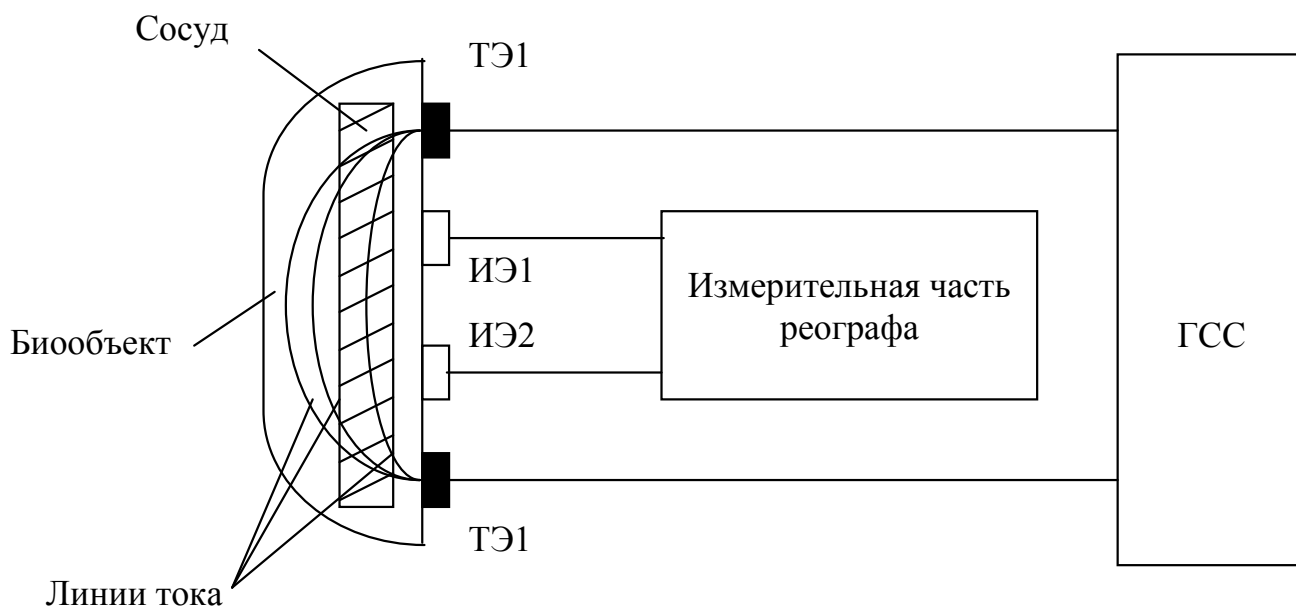 Сосуд
ТЭ1
ИЭ1
Измерительная часть
реографа
ИЭ2
Биообъект
ГСС
ТЭ1
Линии тока